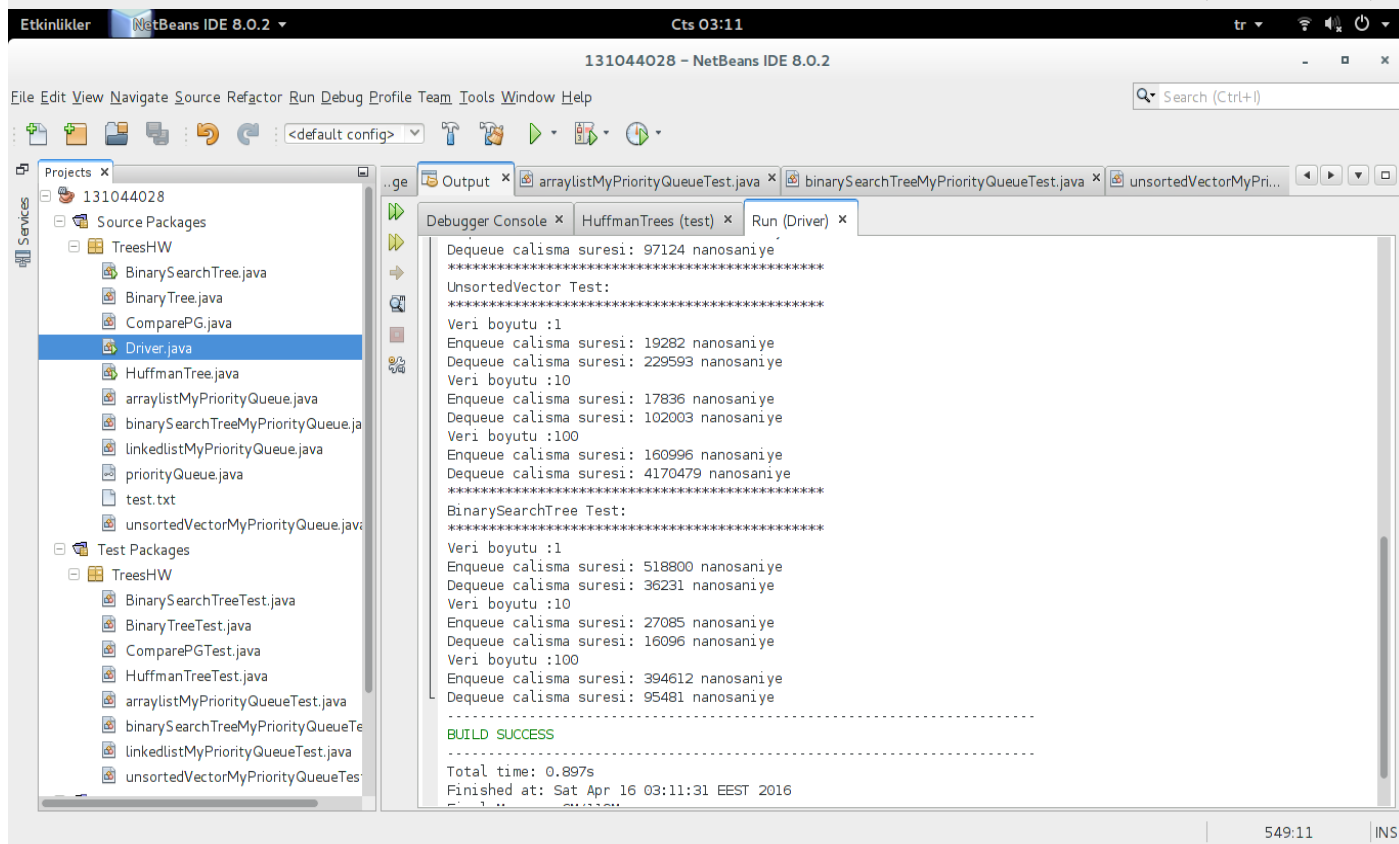 Etkinlikler NetBeans IDE 8.0.2 Cts 03:11 tr
131044028 – NetBeans IDE 8.0.2
File Edit View Navigate Source Refactor Run Debug Profile Team Tools Window Help Search (Ctrl+I)
<default config>
Projects
Services
131044028
Source Packages
TreesHW
BinarySearchTree.java
BinaryTree.java
ComparePG.java
Driver.java
HuffmanTree.java
arraylistMyPriorityQueue.java
binarySearchTreeMyPriorityQueue.ja
linkedlistMyPriorityQueue.java
priorityQueue.java
test.txt
unsortedVectorMyPriorityQueue.java
Test Packages
TreesHW
BinarySearchTreeTest.java
BinaryTreeTest.java
ComparePGTest.java
HuffmanTreeTest.java
arraylistMyPriorityQueueTest.java
binarySearchTreeMyPriorityQueueTe
linkedlistMyPriorityQueueTest.java
unsortedVectorMyPriorityQueueTes
..ge Output arraylistMyPriorityQueueTest.java binarySearchTreeMyPriorityQueueTest.java unsortedVectorMyPri...
Debugger Console HuffmanTrees (test) Run (Driver)
Dequeue calisma suresi: 97124 nanosaniye
**********************************************
UnsortedVector Test:
**********************************************
Veri boyutu :1
Enqueue calisma suresi: 19282 nanosaniye
Dequeue calisma suresi: 229593 nanosaniye
Veri boyutu :10
Enqueue calisma suresi: 17836 nanosaniye
Dequeue calisma suresi: 102003 nanosaniye
Veri boyutu :100
Enqueue calisma suresi: 160996 nanosaniye
Dequeue calisma suresi: 4170479 nanosaniye
**********************************************
BinarySearchTree Test:
**********************************************
Veri boyutu :1
Enqueue calisma suresi: 518800 nanosaniye
Dequeue calisma suresi: 36231 nanosaniye
Veri boyutu :10
Enqueue calisma suresi: 27085 nanosaniye
Dequeue calisma suresi: 16096 nanosaniye
Veri boyutu :100
Enqueue calisma suresi: 394612 nanosaniye
Dequeue calisma suresi: 95481 nanosaniye
------------------------------------------------------------------------
BUILD SUCCESS
------------------------------------------------------------------------
Total time: 0.897s
Finished at: Sat Apr 16 03:11:31 EEST 2016
549:11 INS